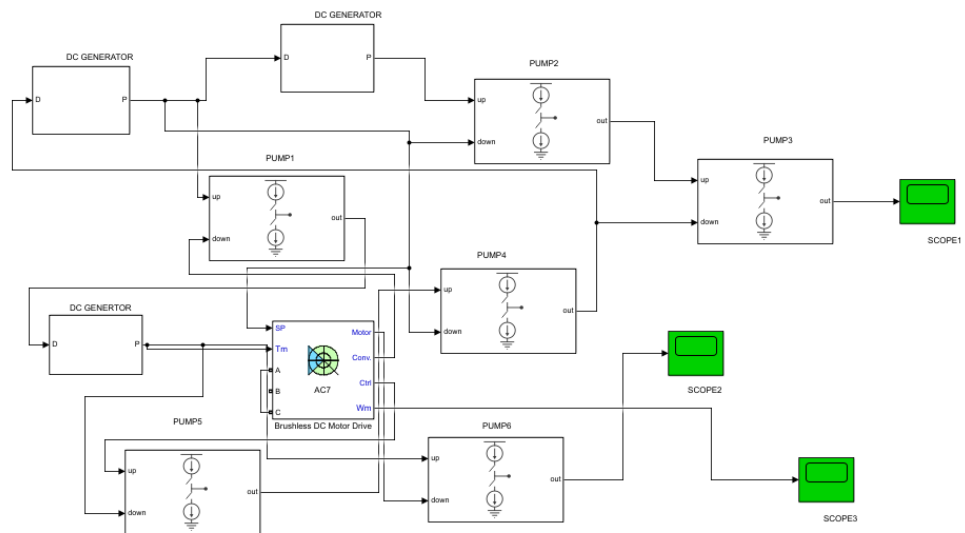 DC GENERATOR
D
P
DC GENERATOR
D
P
PUMP2
up
down
out
PUMP3
up
down
out
SCOPE1
PUMP1
up
down
out
PUMP4
up
down
out
DC GENERTOR
D
P
SP
Tm
A
B
C
Motor
Conv.
Ctrl
Wm
AC7
Brushless DC Motor Drive
SCOPE2
PUMP5
up
down
out
PUMP6
up
down
out
SCOPE3